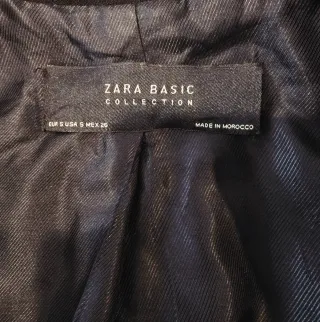 ZARA BASIC
COLLECTION
EUR S USA S MEX 26 MADE IN MOROCCO